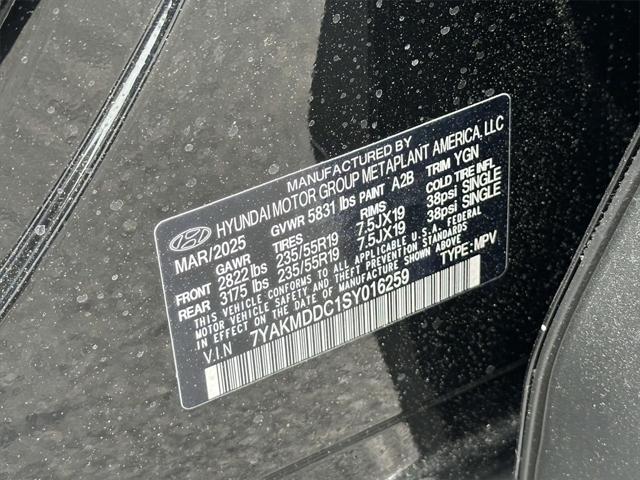 MANUFACTURED BY
HYUNDAI MOTOR GROUP METAPLANT AMERICA, LLC
MAR/2025 GVWR 5831 lbs PAINT A2B TRIM YGN
GAWR TIRES RIMS COLD TIRE INFL
FRONT 2822 lbs 235/55R19 7.5JX19 38psi SINGLE
REAR 3175 lbs 235/55R19 7.5JX19 38psi SINGLE
THIS VEHICLE CONFORMS TO ALL APPLICABLE U.S.A. FEDERAL
MOTOR VEHICLE SAFETY AND THEFT PREVENTION STANDARDS
IN EFFECT ON THE DATE OF MANUFACTURE SHOWN ABOVE
V.I.N 7YAKMDDC1SY016259 TYPE: MPV